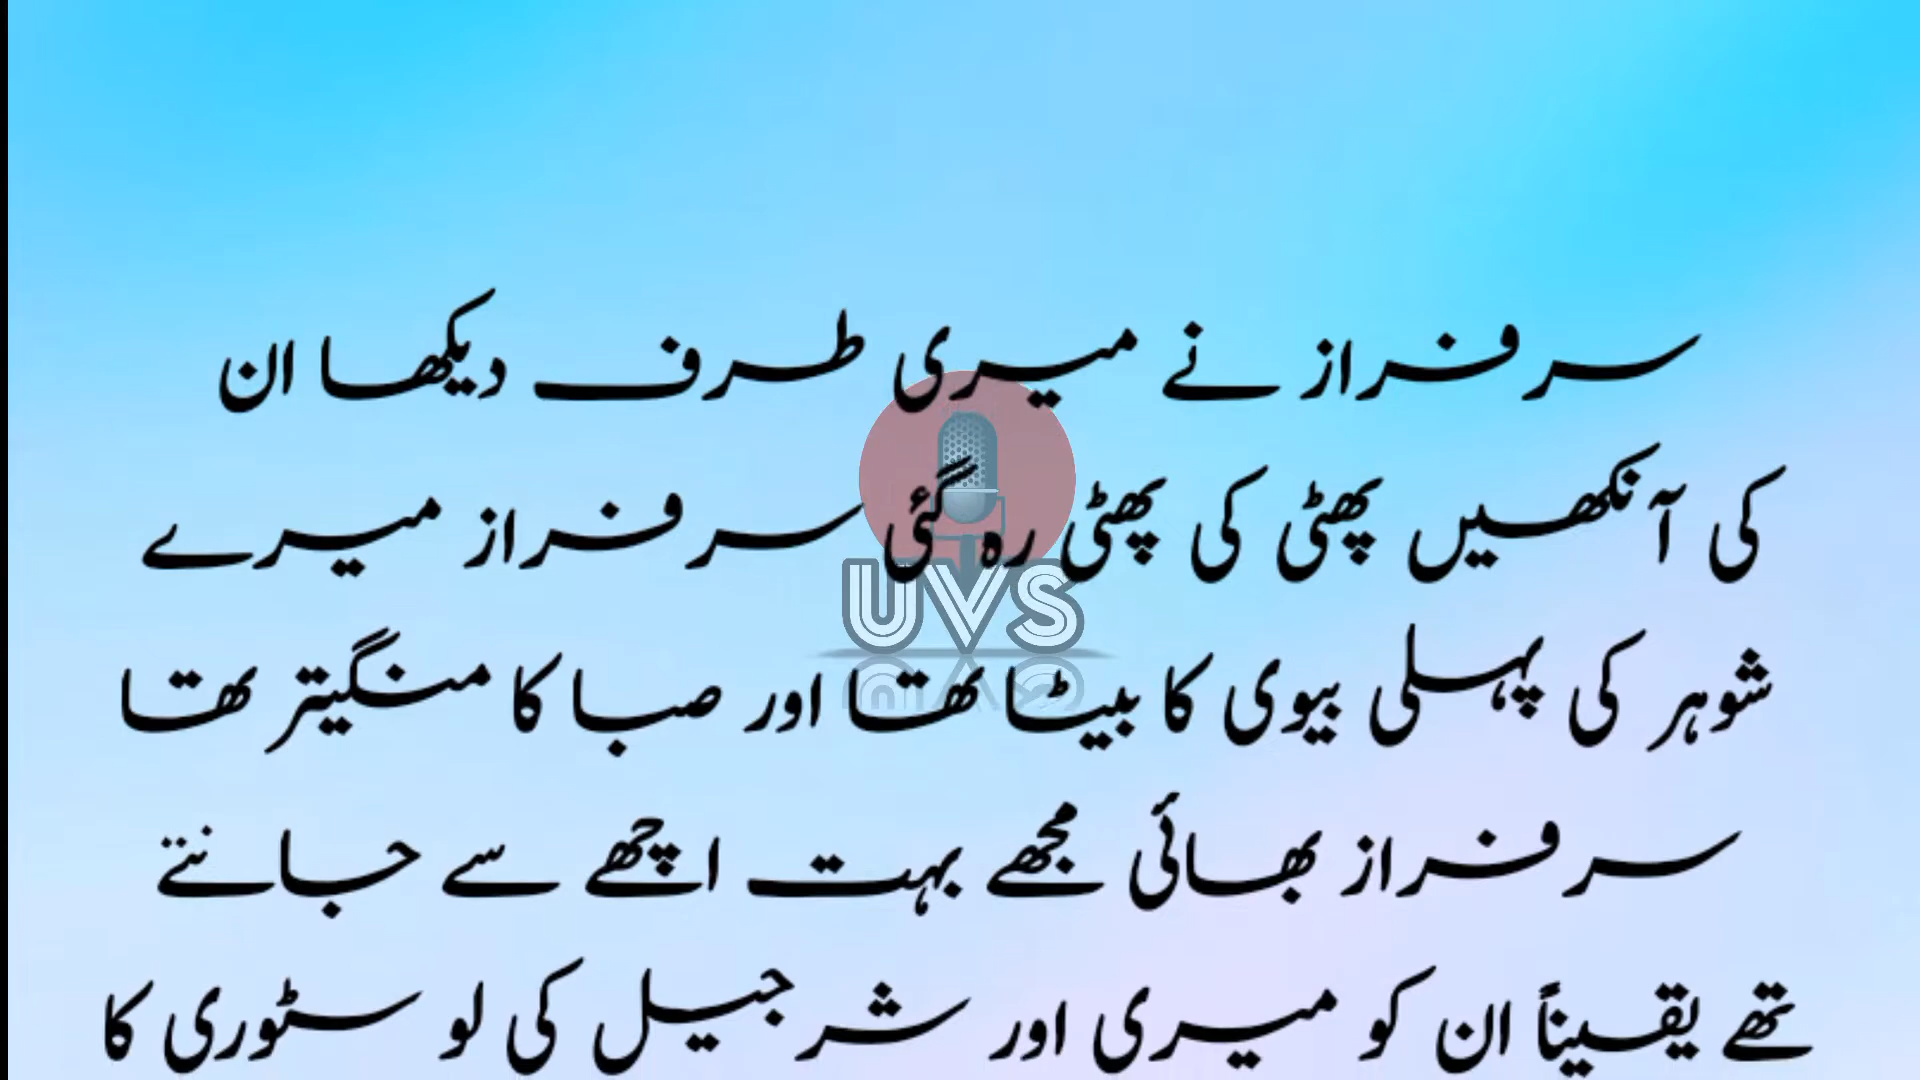 سرفراز نے میری طرف دیکھا ان
کی آنکھیں پھٹی کی پھٹی رہ گئی سرفراز میرے
شوہر کی پہلی بیوی کا بیٹا تھا اور صبا کا منگیتر تھا
سرفراز بھائی مجھے بہت اچھے سے جانتے
تھے یقیناً ان کو میری اور شرجیل کی لو سٹوری کا
UVS